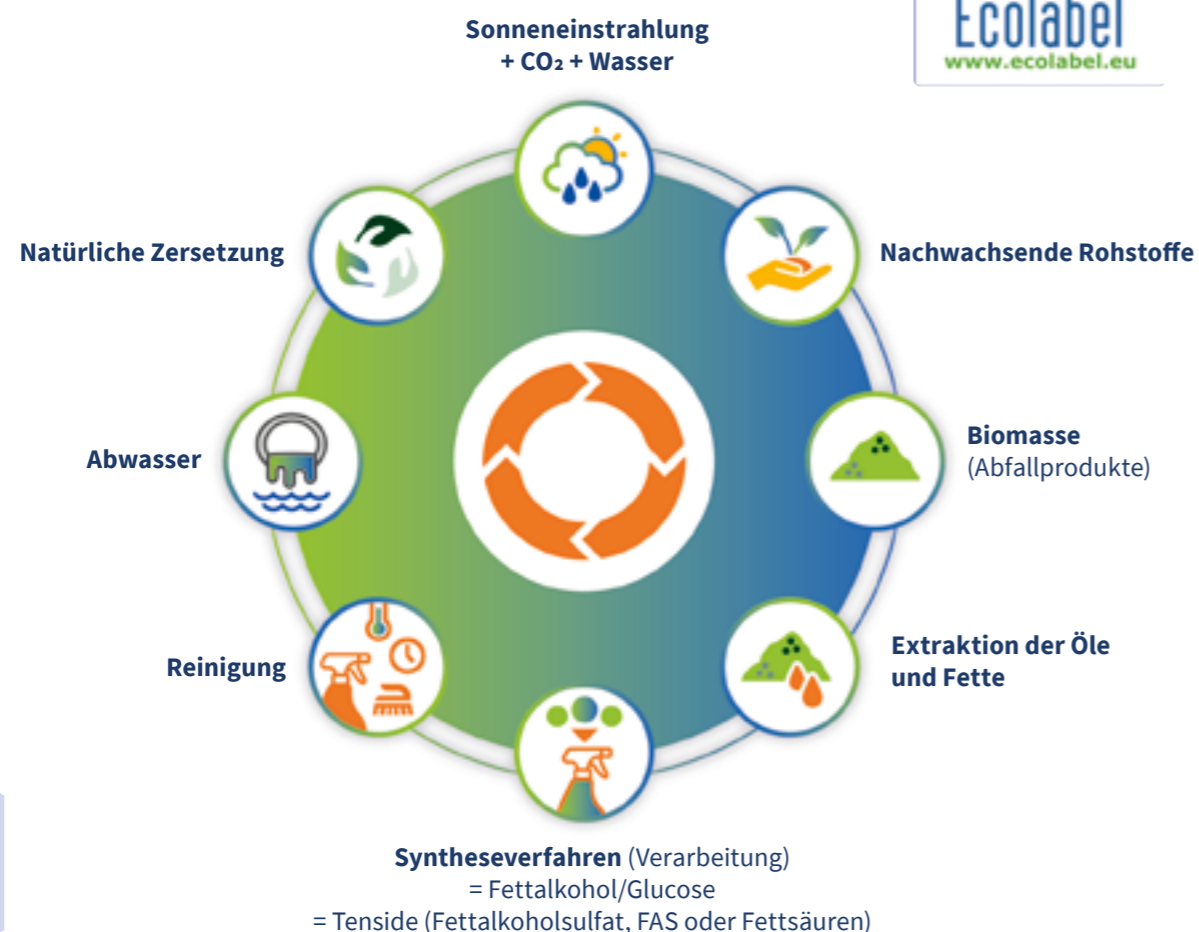 Ecolabel
www.ecolabel.eu
Sonneneinstrahlung
+ CO₂ + Wasser
Nachwachsende Rohstoffe
Biomasse
(Abfallprodukte)
Extraktion der Öle
und Fette
Syntheseverfahren (Verarbeitung)
= Fettalkohol/Glucose
= Tenside (Fettalkoholsulfat, FAS oder Fettsäuren)
Reinigung
Abwasser
Natürliche Zersetzung